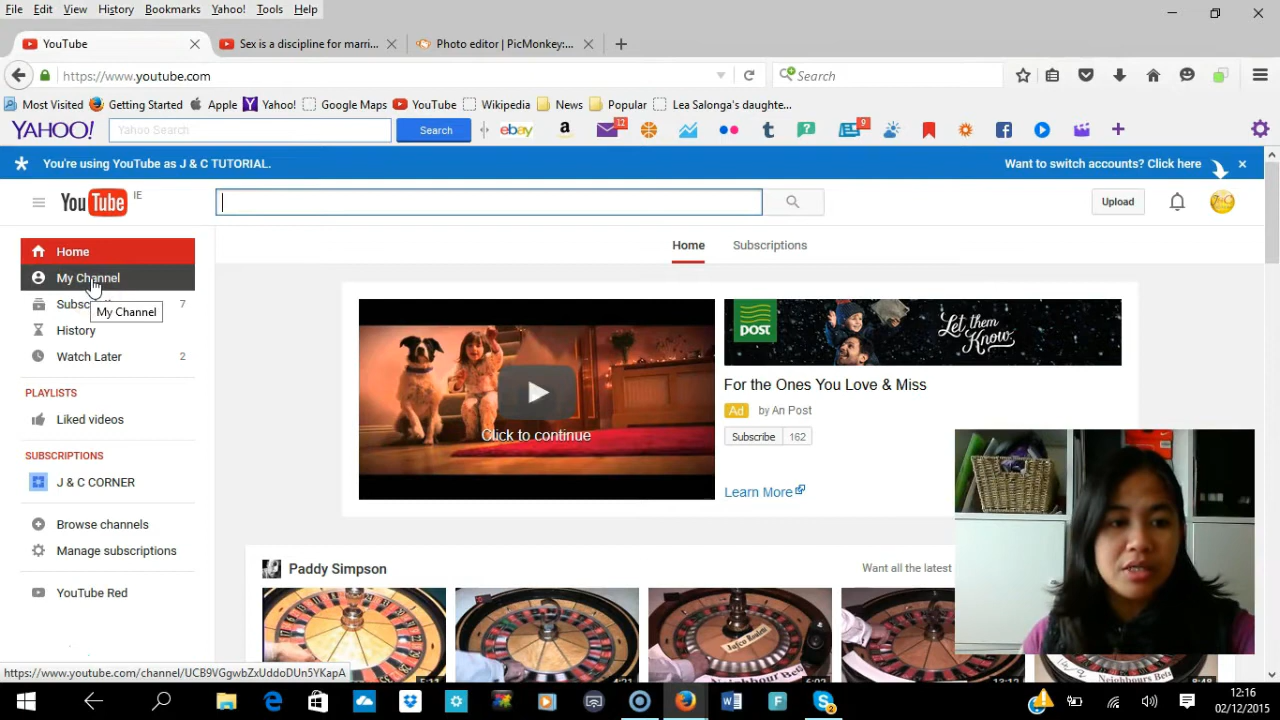 File Edit View History Bookmarks Yahoo! Tools Help
YouTube
Sex is a discipline for marri...
Photo editor | PicMonkey:...
https://www.youtube.com
Search
Most Visited Getting Started Apple Yahoo! Google Maps YouTube Wikipedia News Popular Lea Salonga's daughte...
YAHOO! Yahoo Search Search ebay a 12 t 9
You're using YouTube as J & C TUTORIAL. Want to switch accounts? Click here
YouTube IE Upload
Home Subscriptions
Home
My Channel
Subsc
7
My Channel
History
Watch Later 2
PLAYLISTS
Liked videos
SUBSCRIPTIONS
J & C CORNER
Browse channels
Manage subscriptions
YouTube Red
Click to continue
post
Let them Know.
For the Ones You Love & Miss
Ad by An Post
Subscribe 162
Learn More
Paddy Simpson Want all the latest
https://www.youtube.com/channel/UCB9VGgwbZxUddoDUn5YKapA
12:16
02/12/2015